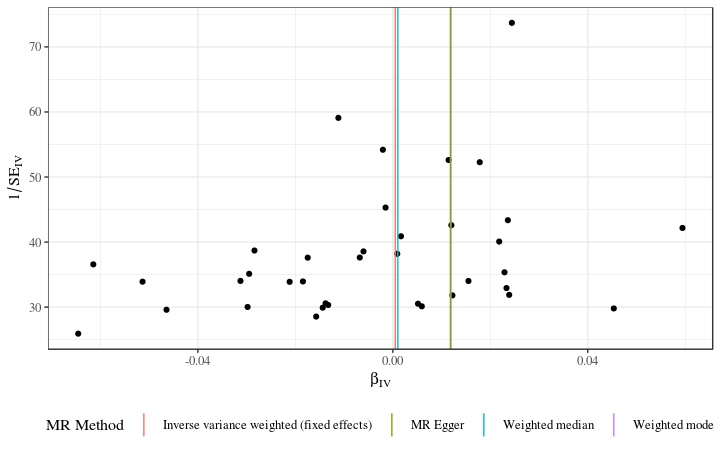 70
60
50
40
30
1/SE_IV
-0.04 0.00 0.04
β_IV
MR Method Inverse variance weighted (fixed effects) MR Egger Weighted median Weighted mode